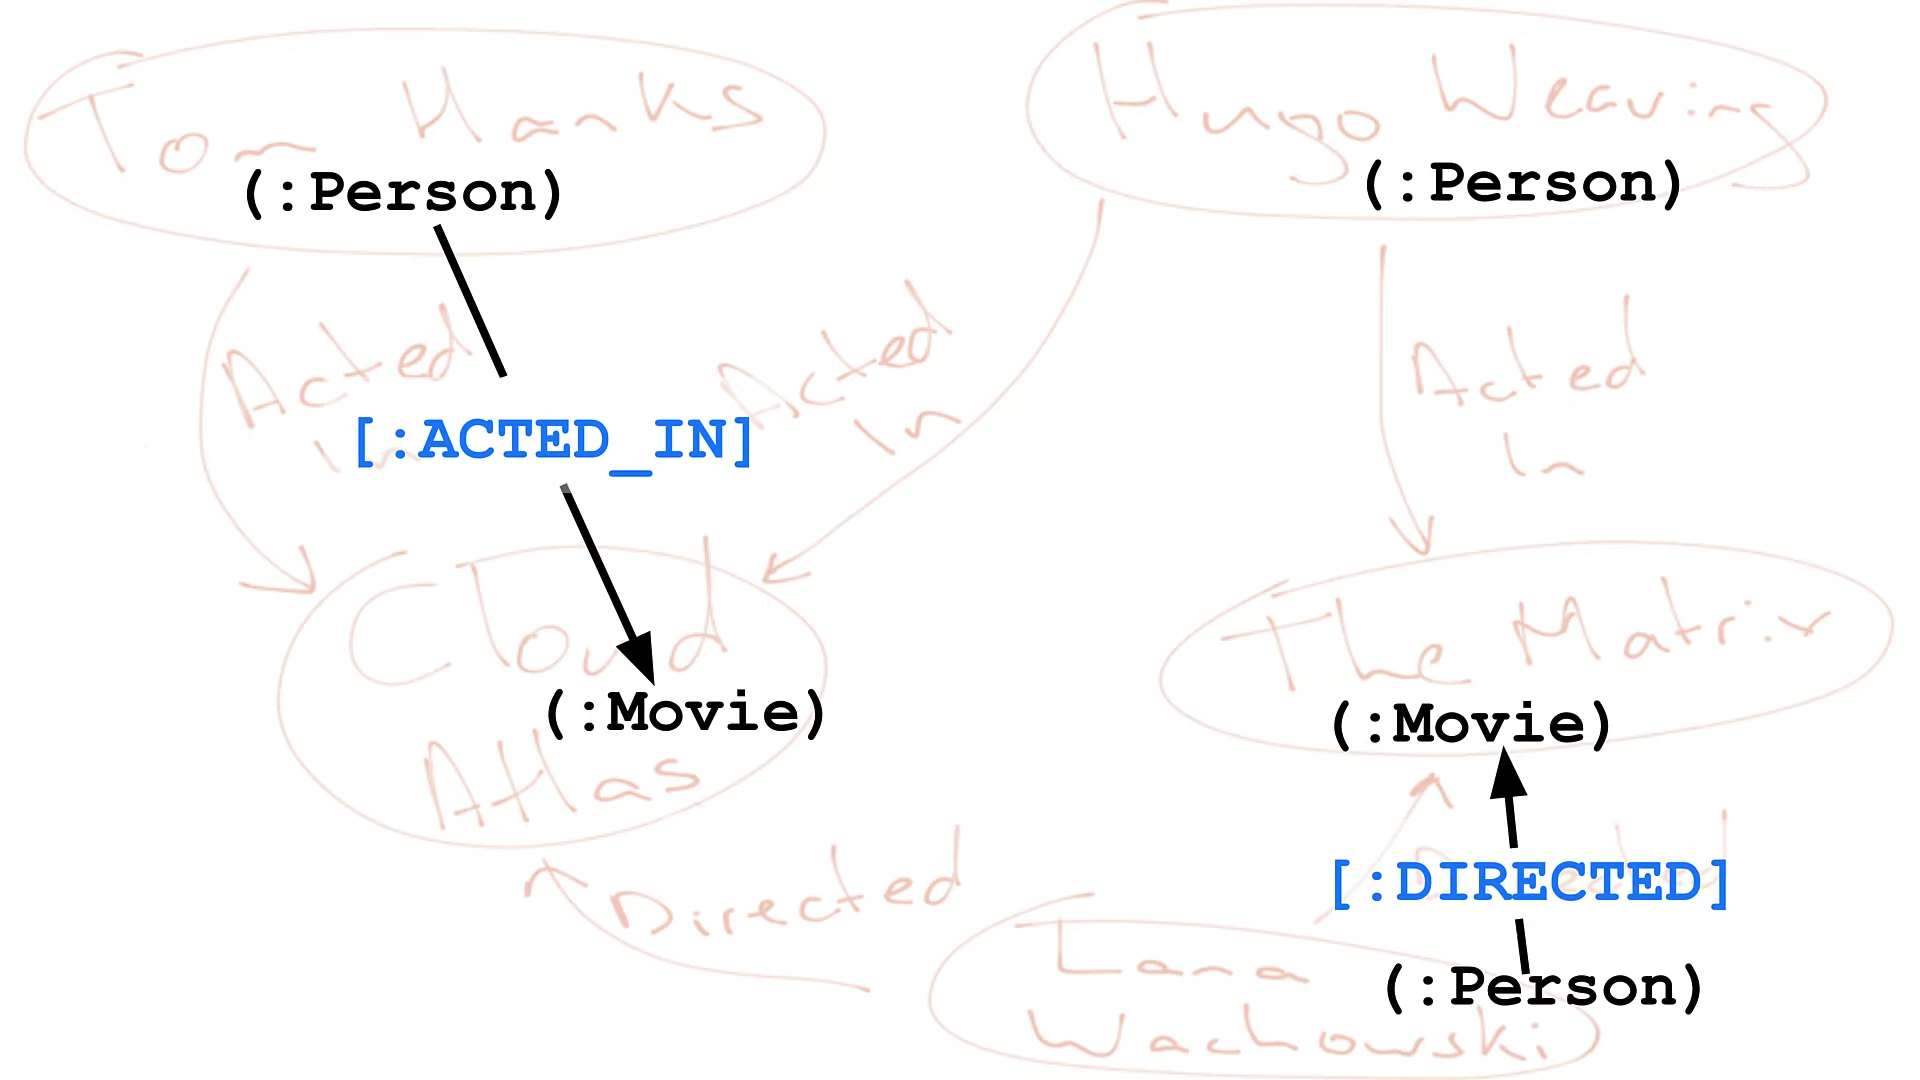 Tom Hanks
(:Person)
Hugo Weaving
(:Person)
Acted
In
[:ACTED_IN]
Acted
In
Acted
In
Cloud
Atlas
(:Movie)
The Matrix
(:Movie)
Directed
Directed
[:DIRECTED]
Lana
Wachowski
(:Person)